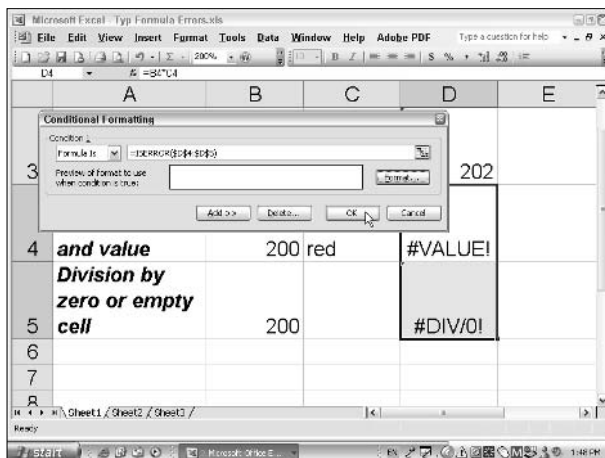 Microsoft Excel - Typ Formula Errors.xls
File Edit View Insert Format Tools Data Window Help Adobe PDF Type a question for help
200% B I $ %
D4 =B4*C4
A B C D E
Conditional Formatting
Condition 1
Formula Is =ISERROR($D$4:$D$5)
Preview of format to use when condition is true: Format...
3 202
Add >> Delete... OK Cancel
4 and value 200 red #VALUE!
Division by
zero or empty
5 cell 200 #DIV/0!
6
7
8
Sheet1 / Sheet2 / Sheet3 /
Ready
start Microsoft Office E... EN 1:48 PM